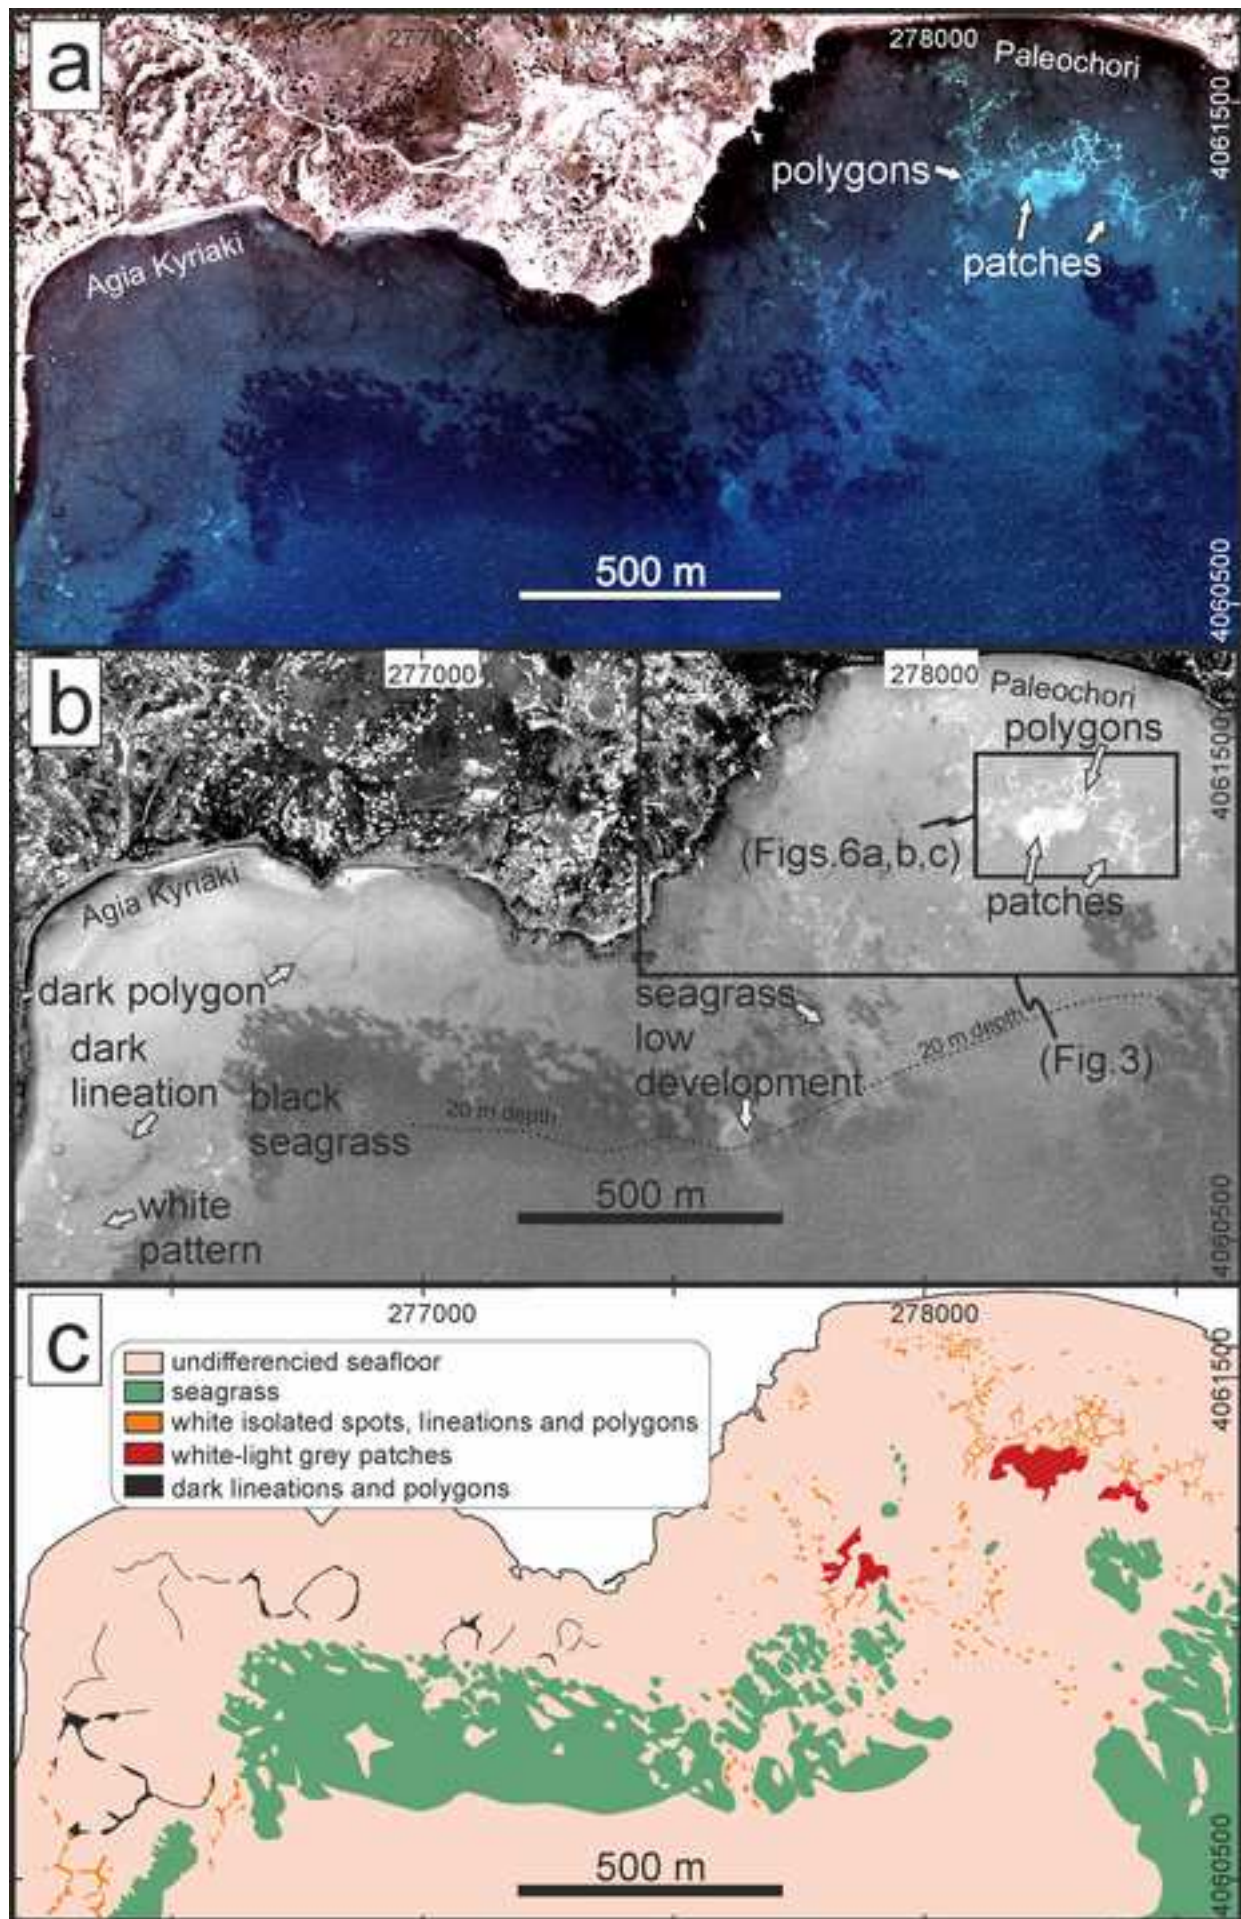 a
277000
278000
Paleochori
4061500
polygons
patches
Agia Kyriaki
500 m
4060500
b
277000
278000
Paleochori
polygons
4061500
(Figs.6a,b,c)
patches
Agia Kyriaki
dark polygon
seagrass
low
development
dark
lineation
20 m depth
(Fig.3)
black
seagrass
20 m depth
white
pattern
500 m
4060500
c
277000
278000
undifferencied seafloor
seagrass
white isolated spots, lineations and polygons
white-light grey patches
dark lineations and polygons
4061500
500 m
4060500